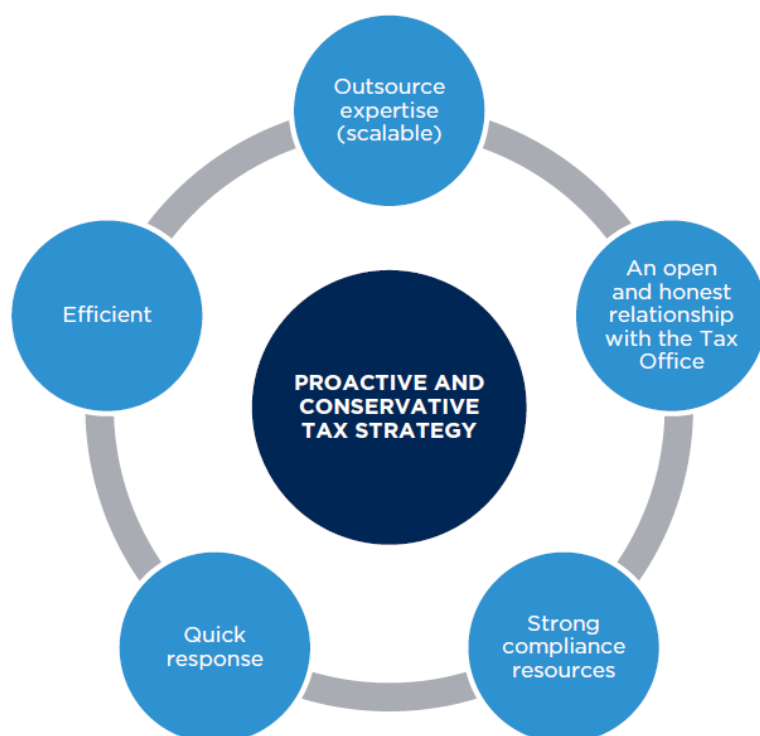 Outsource
expertise
(scalable)
An open
and honest
relationship
with the Tax
Office
Efficient
PROACTIVE AND
CONSERVATIVE
TAX STRATEGY
Strong
compliance
resources
Quick
response